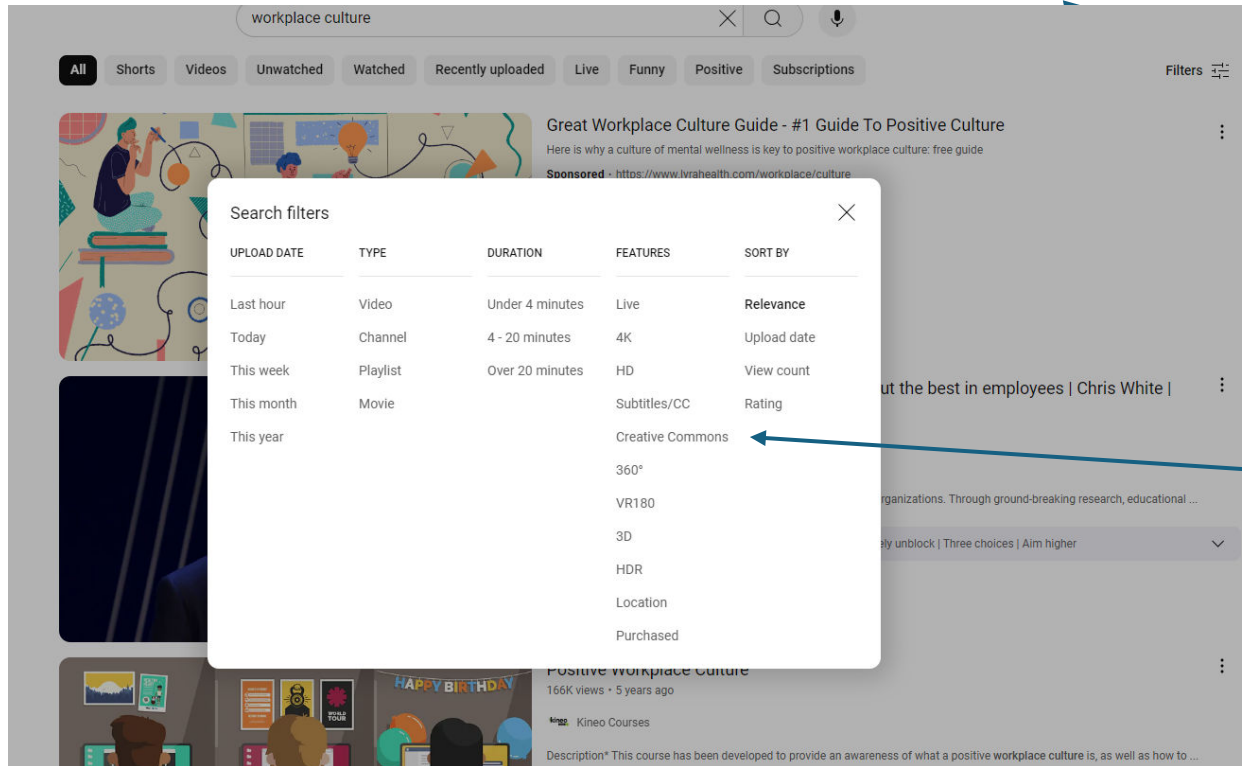 workplace culture
All Shorts Videos Unwatched Watched Recently uploaded Live Funny Positive Subscriptions Filters
Great Workplace Culture Guide - #1 Guide To Positive Culture
Here is why a culture of mental wellness is key to positive workplace culture: free guide
Sponsored · https://www.lyrahealth.com/workplace/culture
Search filters
UPLOAD DATE TYPE DURATION FEATURES SORT BY
Last hour Video Under 4 minutes Live Relevance
Today Channel 4 - 20 minutes 4K Upload date
This week Playlist Over 20 minutes HD View count
This month Movie Subtitles/CC Rating
This year Creative Commons
360°
VR180
3D
HDR
Location
Purchased
ut the best in employees | Chris White |
rganizations. Through ground-breaking research, educational ...
ely unblock | Three choices | Aim higher
WORLD
TOUR
HAPPY BIRTHDAY
Positive Workplace Culture
166K views • 5 years ago
kineo Kineo Courses
Description* This course has been developed to provide an awareness of what a positive workplace culture is, as well as how to ...